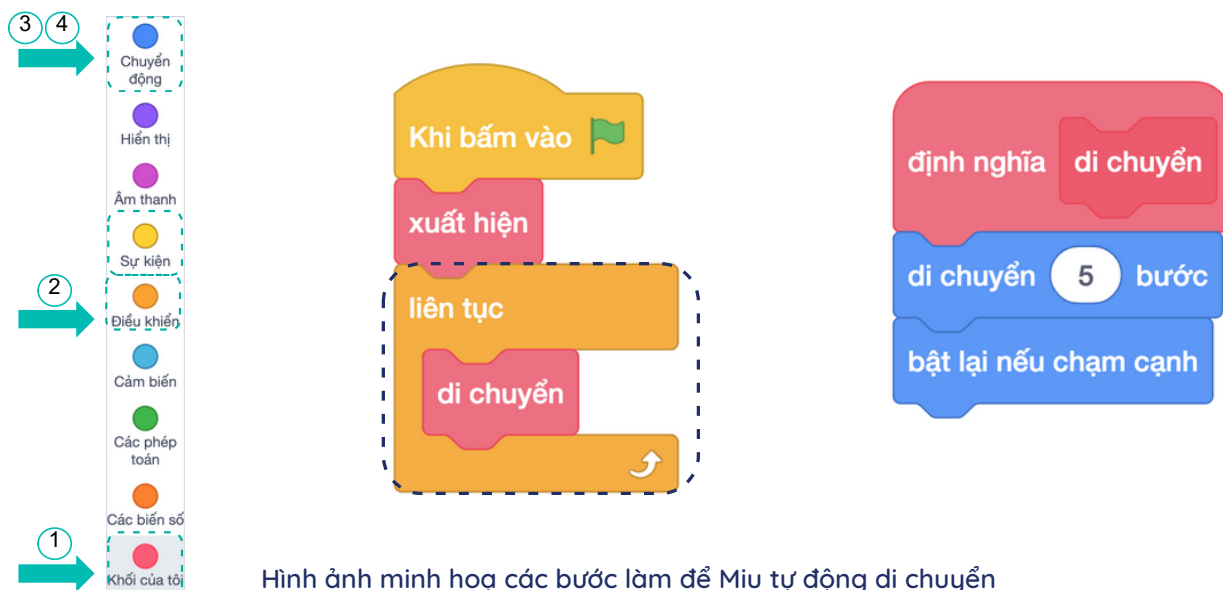 3 4
Chuyển
động
Hiển thị
Âm thanh
Sự kiện
2
Điều khiển
Cảm biến
Các phép
toán
Các biến số
1
Khối của tôi
Khi bấm vào
xuất hiện
liên tục
di chuyển
định nghĩa di chuyển
di chuyển 5 bước
bật lại nếu chạm cạnh
Hình ảnh minh hoạ các bước làm để Miu tự động di chuyển